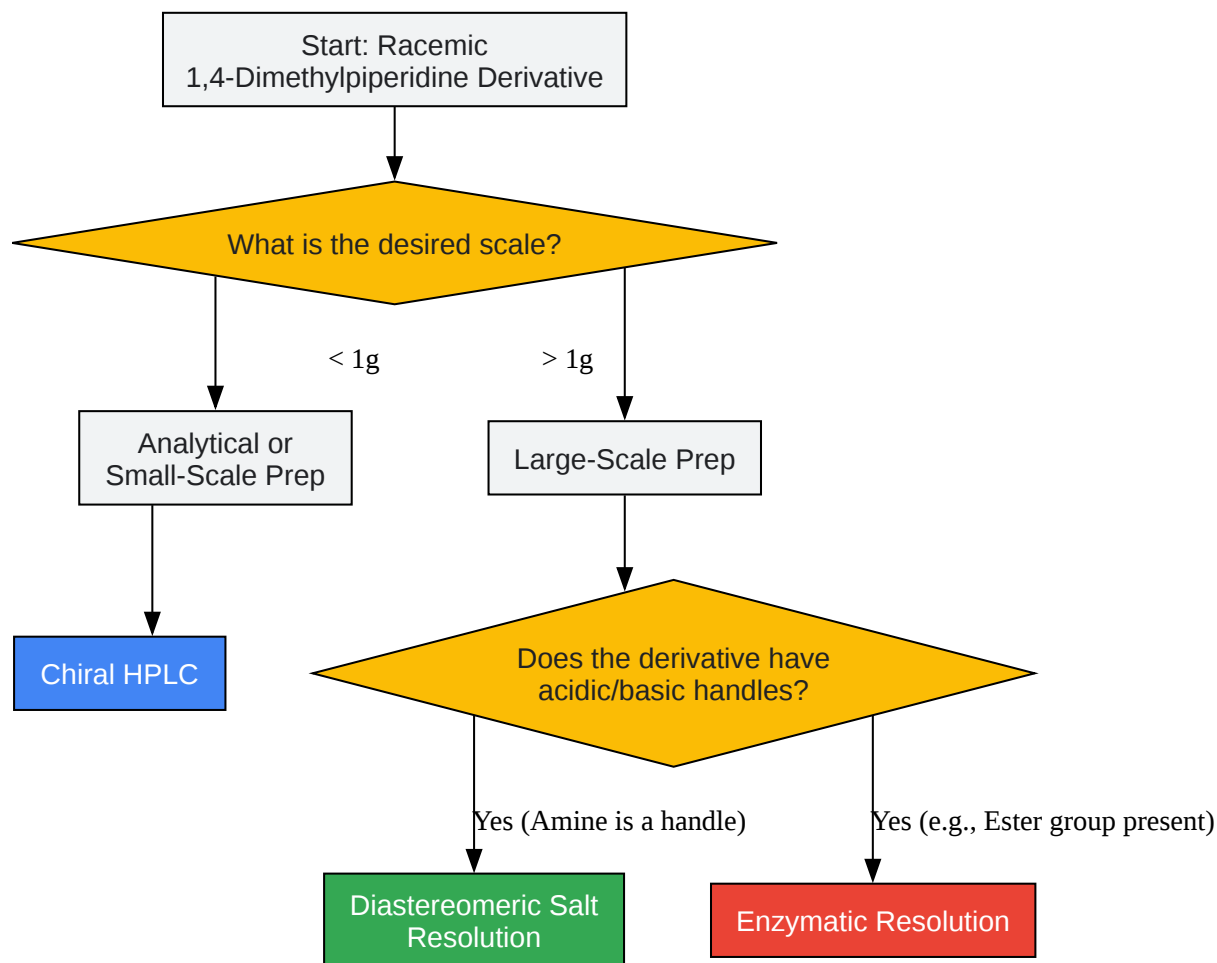 Start: Racemic
1,4-Dimethylpiperidine Derivative
What is the desired scale?
< 1g
> 1g
Analytical or
Small-Scale Prep
Large-Scale Prep
Chiral HPLC
Does the derivative have
acidic/basic handles?
Yes (Amine is a handle)
Yes (e.g., Ester group present)
Diastereomeric Salt
Resolution
Enzymatic Resolution